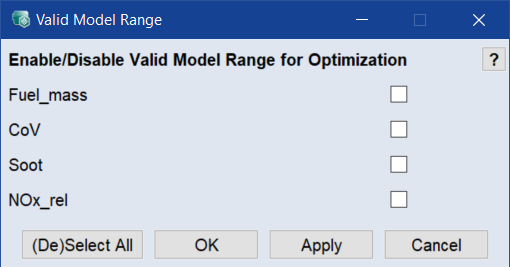 Valid Model Range
Enable/Disable Valid Model Range for Optimization ?
Fuel_mass
CoV
Soot
NOx_rel
(De)Select All OK Apply Cancel